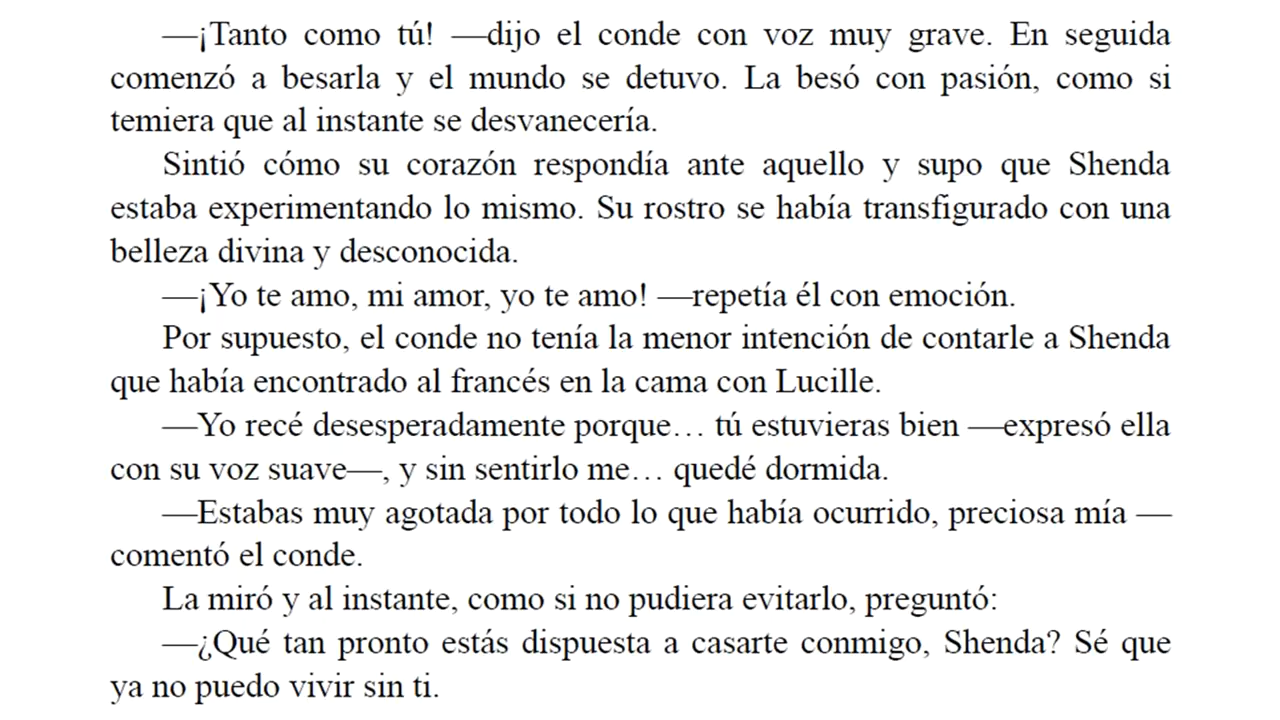 —¡Tanto como tú! —dijo el conde con voz muy grave. En seguida
comenzó a besarla y el mundo se detuvo. La besó con pasión, como si
temiera que al instante se desvanecería.
Sintió cómo su corazón respondía ante aquello y supo que Shenda
estaba experimentando lo mismo. Su rostro se había transfigurado con una
belleza divina y desconocida.
—¡Yo te amo, mi amor, yo te amo! —repetía él con emoción.
Por supuesto, el conde no tenía la menor intención de contarle a Shenda
que había encontrado al francés en la cama con Lucille.
—Yo recé desesperadamente porque… tú estuvieras bien —expresó ella
con su voz suave—, y sin sentirlo me… quedé dormida.
—Estabas muy agotada por todo lo que había ocurrido, preciosa mía —
comentó el conde.
La miró y al instante, como si no pudiera evitarlo, preguntó:
—¿Qué tan pronto estás dispuesta a casarte conmigo, Shenda? Sé que
ya no puedo vivir sin ti.